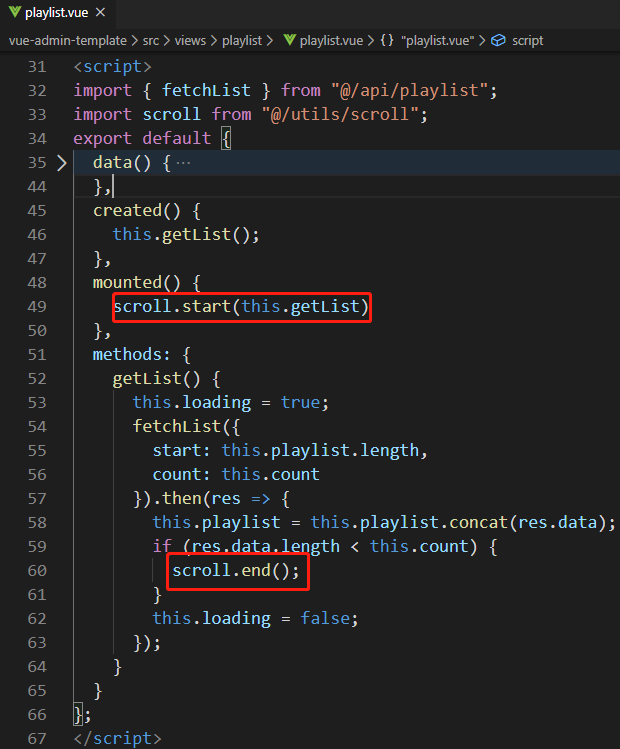 playlist.vue ×
vue-admin-template > src > views > playlist > playlist.vue > {} "playlist.vue" > script
31 <script>
32 import { fetchList } from "@/api/playlist";
33 import scroll from "@/utils/scroll";
34 export default {
35 data() { ···
44 },
45 created() {
46 this.getList();
47 },
48 mounted() {
49 scroll.start(this.getList)
50 },
51 methods: {
52 getList() {
53 this.loading = true;
54 fetchList({
55 start: this.playlist.length,
56 count: this.count
57 }).then(res => {
58 this.playlist = this.playlist.concat(res.data);
59 if (res.data.length < this.count) {
60 scroll.end();
61 }
62 this.loading = false;
63 });
64 }
65 }
66 };
67 </script>